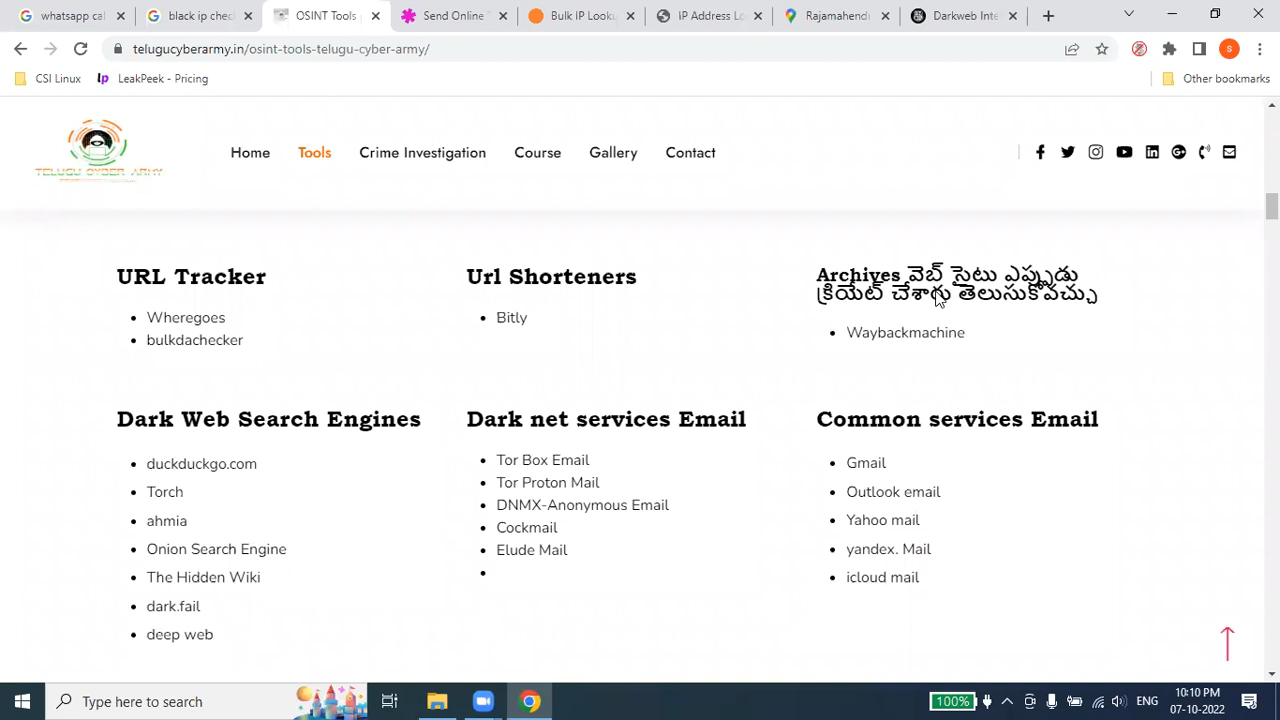 whatsapp cal
black ip chec
OSINT Tools
Send Online
Bulk IP Looku
IP Address Lo
Rajamahendr
Darkweb Inte
telugucyberarmy.in/osint-tools-telugu-cyber-army/
CSI Linux
LeakPeek - Pricing
Other bookmarks
TELUGU CYBER ARMY
Home
Tools
Crime Investigation
Course
Gallery
Contact
URL Tracker
Wheregoes
bulkdachecker
Url Shorteners
Bitly
Archives వెబ్ సైటు ఎప్పుడు
క్రియేట్ చేశారు తెలుసుకోవచ్చు
Waybackmachine
Dark Web Search Engines
duckduckgo.com
Torch
ahmia
Onion Search Engine
The Hidden Wiki
dark.fail
deep web
Dark net services Email
Tor Box Email
Tor Proton Mail
DNMX-Anonymous Email
Cockmail
Elude Mail
Common services Email
Gmail
Outlook email
Yahoo mail
yandex. Mail
icloud mail
Type here to search
100%
ENG
10:10 PM
07-10-2022